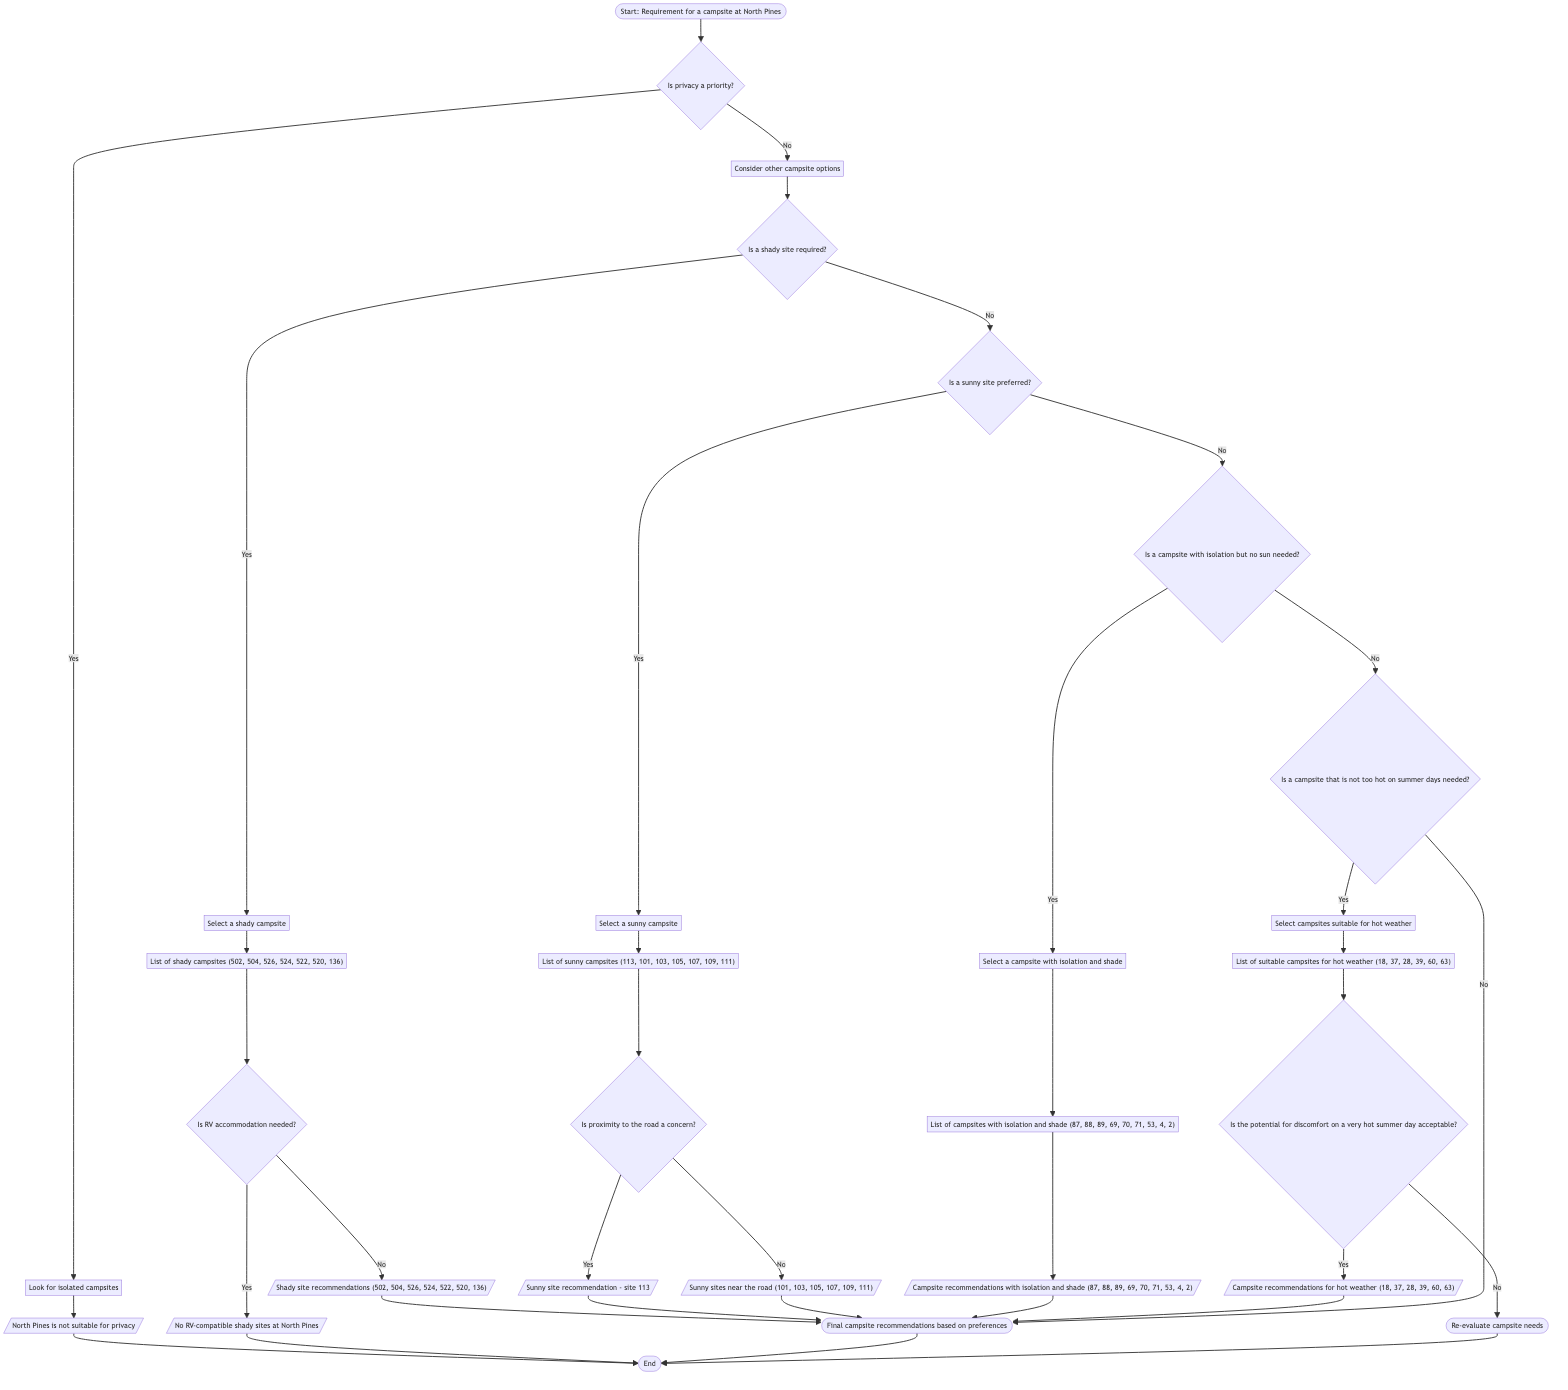 Start: Requirement for a campsite at North Pines
Is privacy a priority?
No
Consider other campsite options
Is a shady site required?
No
Is a sunny site preferred?
No
Yes
Is a campsite with isolation but no sun needed?
Yes
Yes
No
Is a campsite that is not too hot on summer days needed?
Yes
Yes
Select a shady campsite
Select a sunny campsite
Select campsites suitable for hot weather
List of shady campsites (502, 504, 526, 524, 522, 520, 136)
List of sunny campsites (113, 101, 103, 105, 107, 109, 111)
Select a campsite with isolation and shade
List of suitable campsites for hot weather (18, 37, 28, 39, 60, 63)
No
Is RV accommodation needed?
Is proximity to the road a concern?
List of campsites with isolation and shade (87, 88, 89, 69, 70, 71, 53, 4, 2)
Is the potential for discomfort on a very hot summer day acceptable?
No
Yes
No
Yes
Yes
No
Look for isolated campsites
Shady site recommendations (502, 504, 526, 524, 522, 520, 136)
Sunny site recommendation - site 113
Sunny sites near the road (101, 103, 105, 107, 109, 111)
Campsite recommendations with isolation and shade (87, 88, 89, 69, 70, 71, 53, 4, 2)
Campsite recommendations for hot weather (18, 37, 28, 39, 60, 63)
North Pines is not suitable for privacy
No RV-compatible shady sites at North Pines
Final campsite recommendations based on preferences
Re-evaluate campsite needs
End